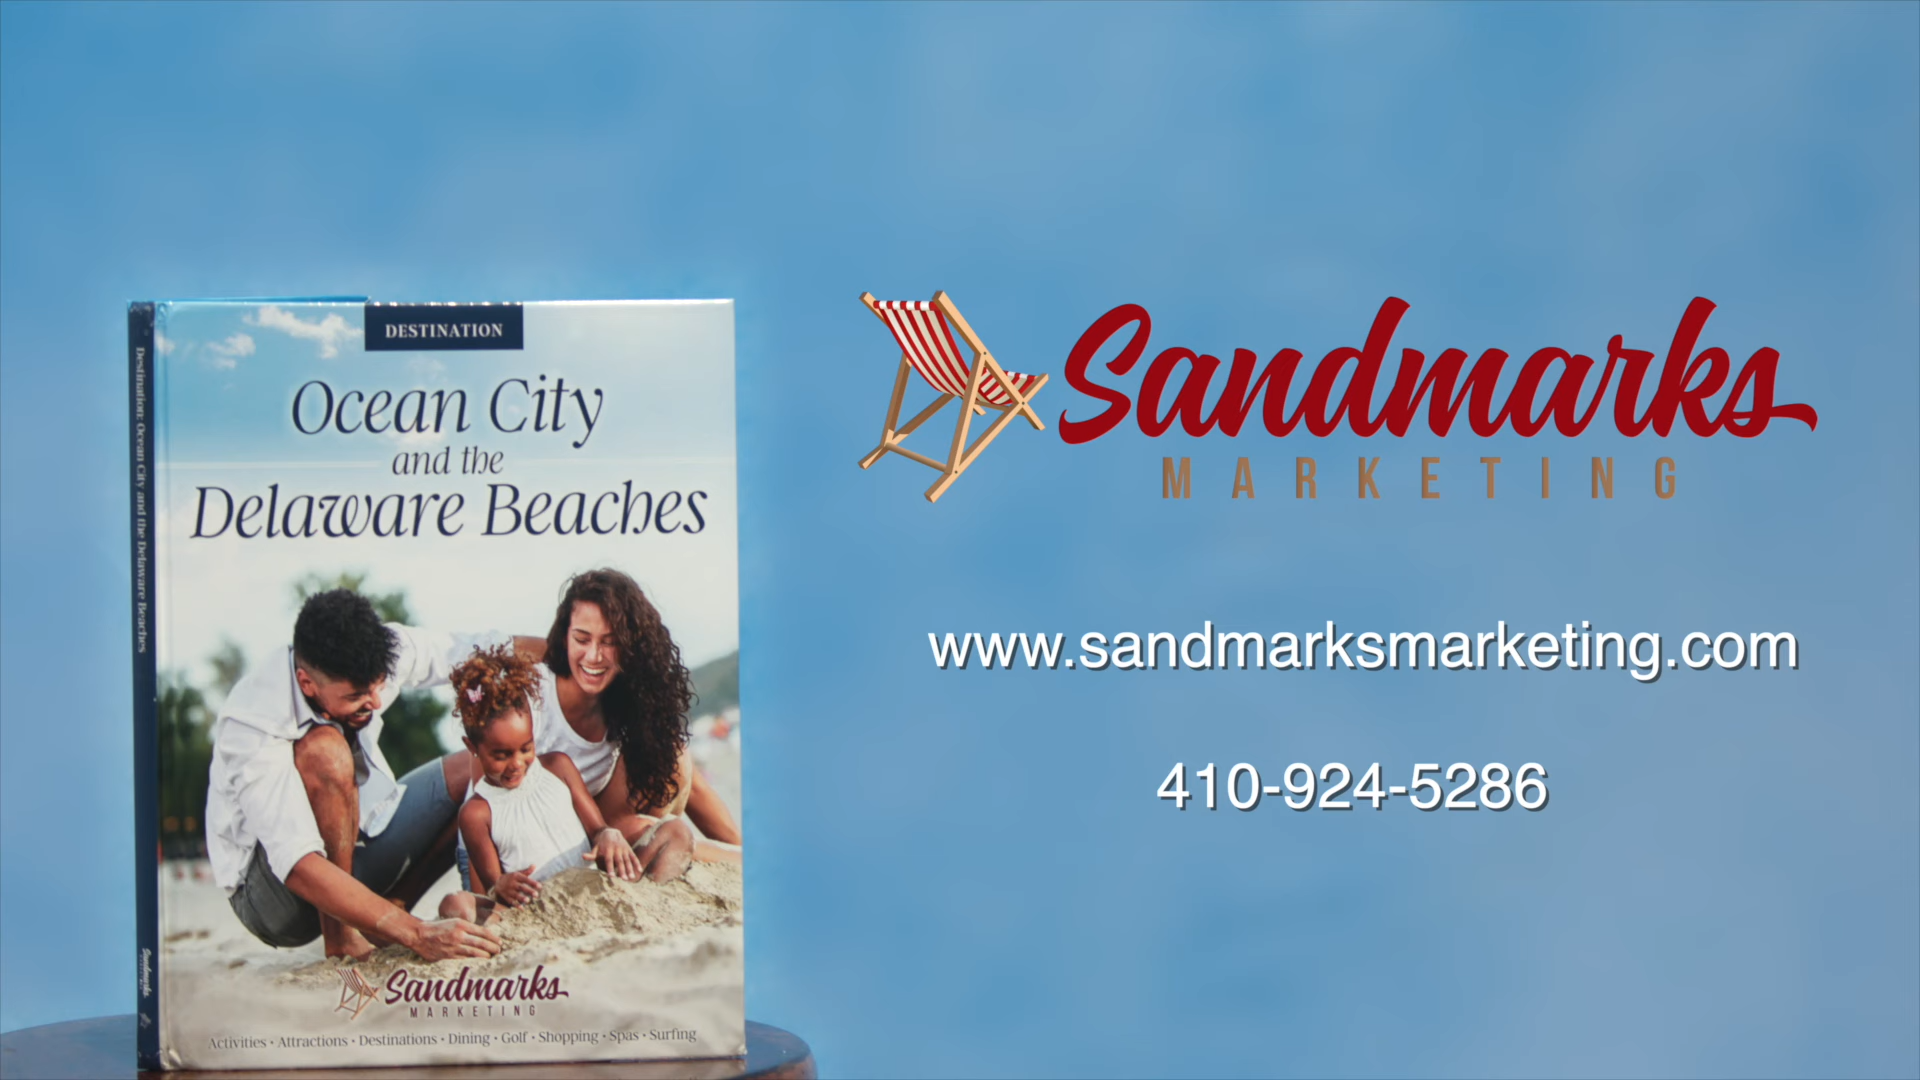 DESTINATION
Ocean City
and the
Delaware Beaches
Sandmarks
MARKETING
Activities • Attractions • Destinations • Dining • Golf • Shopping • Spas • Surfing
Destination: Ocean City and the Delaware Beaches
Sandmarks
Sandmarks
MARKETING
www.sandmarksmarketing.com
410-924-5286